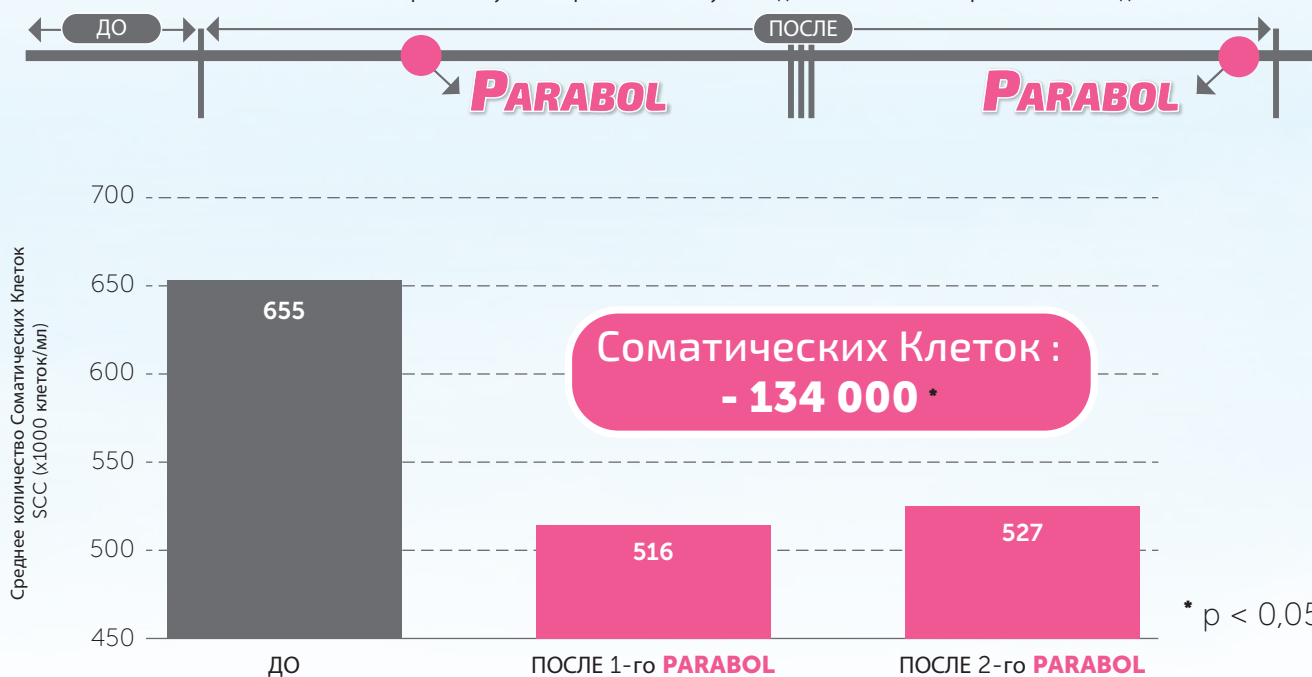 ДО
ПОСЛЕ
PARABOL
PARABOL
Среднее количество Соматических Клеток
SCC (x1000 клеток/мл)
700
650
600
550
500
450
655
Соматических Клеток :
- 134 000 *
516
527
* p < 0,05
ДО
ПОСЛЕ 1-го PARABOL
ПОСЛЕ 2-го PARABOL